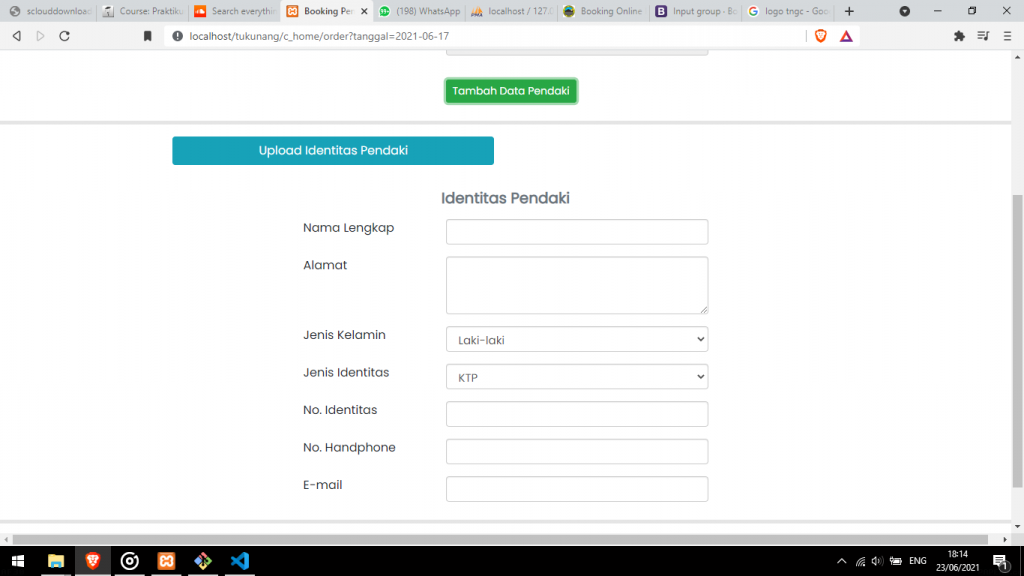 sclouddownload
Course: Praktiku
Search everythin
Booking Per
(198) WhatsApp
localhost / 127.0
Booking Online
Input group · Bo
logo tngc - Goo
localhost/tukunang/c_home/order?tanggal=2021-06-17
Tambah Data Pendaki
Upload Identitas Pendaki
Identitas Pendaki
Nama Lengkap
Alamat
Jenis Kelamin
Laki-laki
Jenis Identitas
KTP
No. Identitas
No. Handphone
E-mail
ENG
18:14
23/06/2021
1